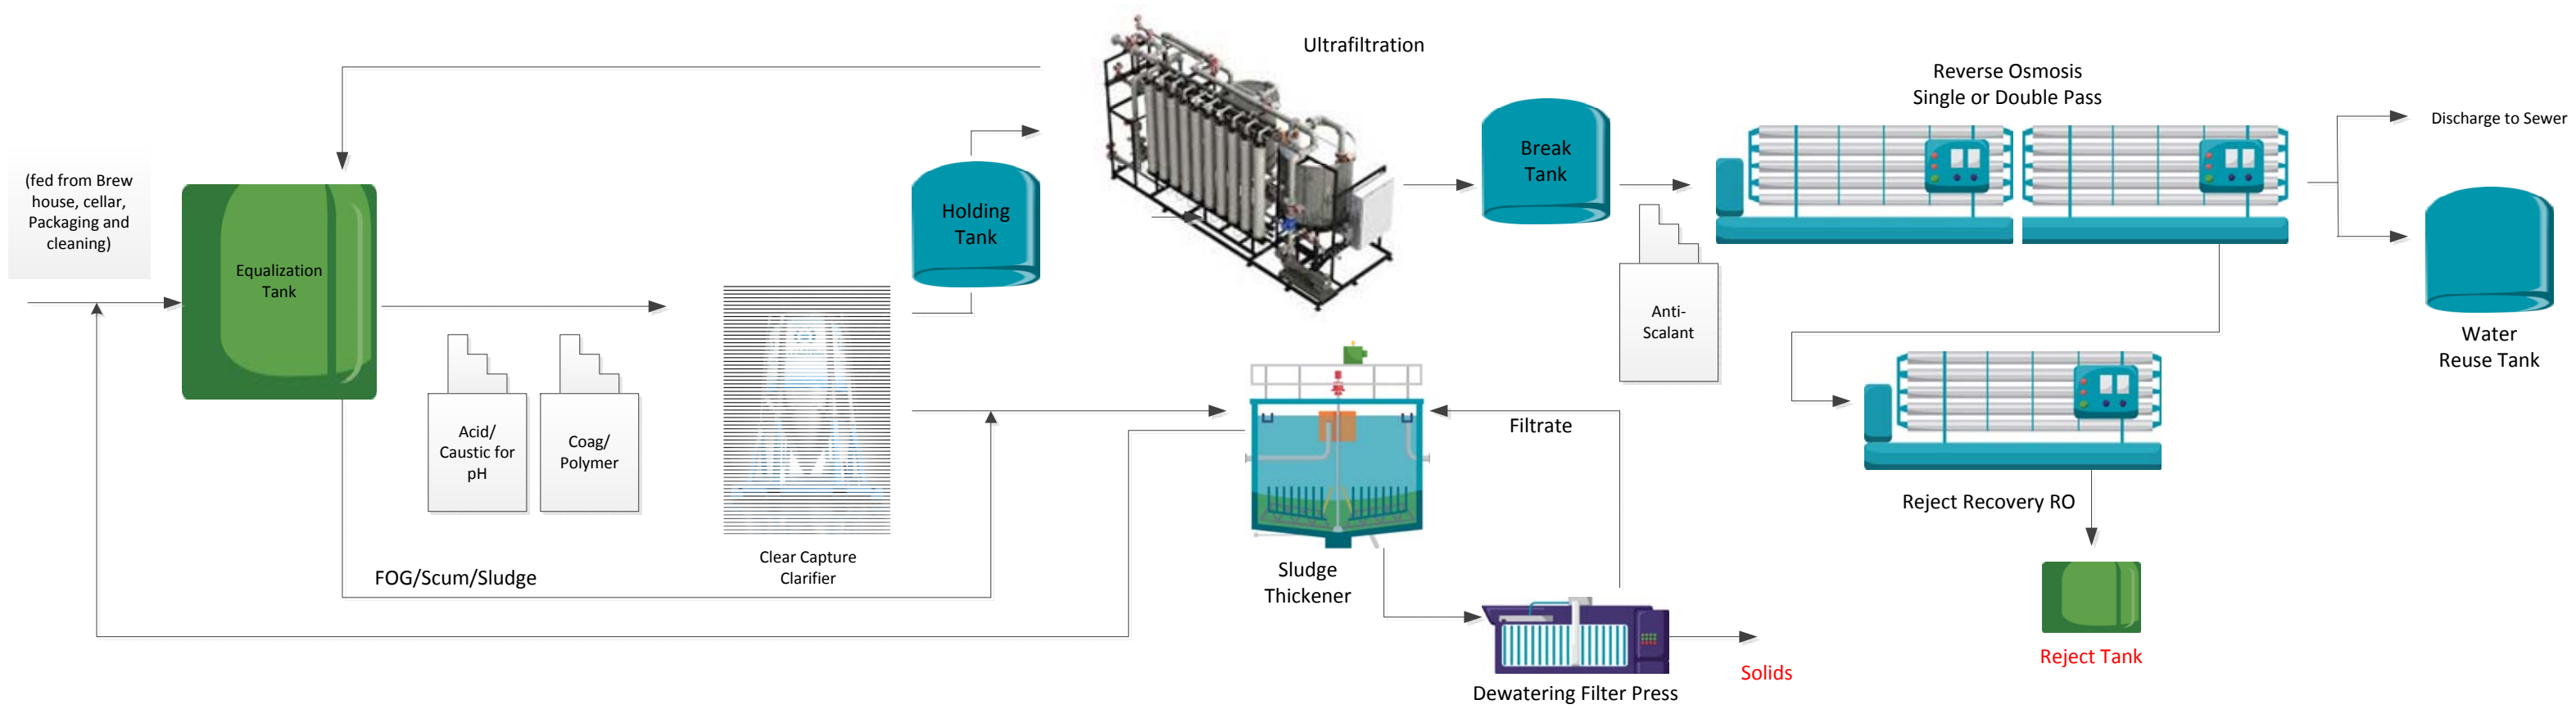 Ultrafiltration
Reverse Osmosis
Single or Double Pass
Discharge to Sewer
(fed from Brew
house, cellar,
Packaging and
cleaning)
Equalization
Tank
Holding
Tank
Break
Tank
Anti-
Scalant
Water
Reuse Tank
Acid/
Caustic for
pH
Coag/
Polymer
Clear Capture
Clarifier
FOG/Scum/Sludge
Filtrate
Sludge
Thickener
Reject Recovery RO
Reject Tank
Solids
Dewatering Filter Press